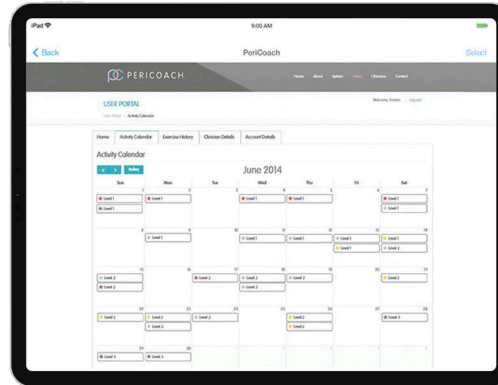 iPad 9:00 AM
Back PeriCoach Select
PERICOACH Home About System Clinicians Contact
USER PORTAL Welcome, Kirsten Log out
User Portal Activity Calendar
Home Activity Calendar Exercise History Clinician Details Account Details
Activity Calendar
< > Today June 2014
Sun Mon Tue Wed Thu Fri Sat
1 2 3 4 5 6 7
Level 1 Level 1 Level 1 Level 1 Level 1
Level 1 Level 1
8 9 10 11 12 13 14
Level 1 Level 1 Level 1 Level 1 Level 1
Level 1 Level 2
15 16 17 18 19 20 21
Level 2 Level 2 Level 2 Level 2 Level 2
Level 2 Level 2
22 23 24 25 26 27 28
Level 2 Level 2 Level 2 Level 2 Level 3
Level 2 Level 2
29 30
Level 3 Level 3